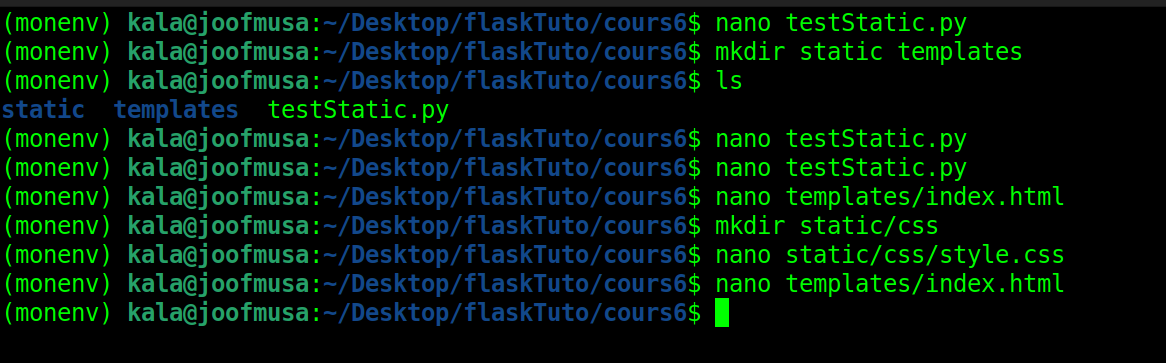 (monenv) kala@joofmusa:~/Desktop/flaskTuto/cours6$ nano testStatic.py
(monenv) kala@joofmusa:~/Desktop/flaskTuto/cours6$ mkdir static templates
(monenv) kala@joofmusa:~/Desktop/flaskTuto/cours6$ ls
static  templates  testStatic.py
(monenv) kala@joofmusa:~/Desktop/flaskTuto/cours6$ nano testStatic.py
(monenv) kala@joofmusa:~/Desktop/flaskTuto/cours6$ nano testStatic.py
(monenv) kala@joofmusa:~/Desktop/flaskTuto/cours6$ nano templates/index.html
(monenv) kala@joofmusa:~/Desktop/flaskTuto/cours6$ mkdir static/css
(monenv) kala@joofmusa:~/Desktop/flaskTuto/cours6$ nano static/css/style.css
(monenv) kala@joofmusa:~/Desktop/flaskTuto/cours6$ nano templates/index.html
(monenv) kala@joofmusa:~/Desktop/flaskTuto/cours6$